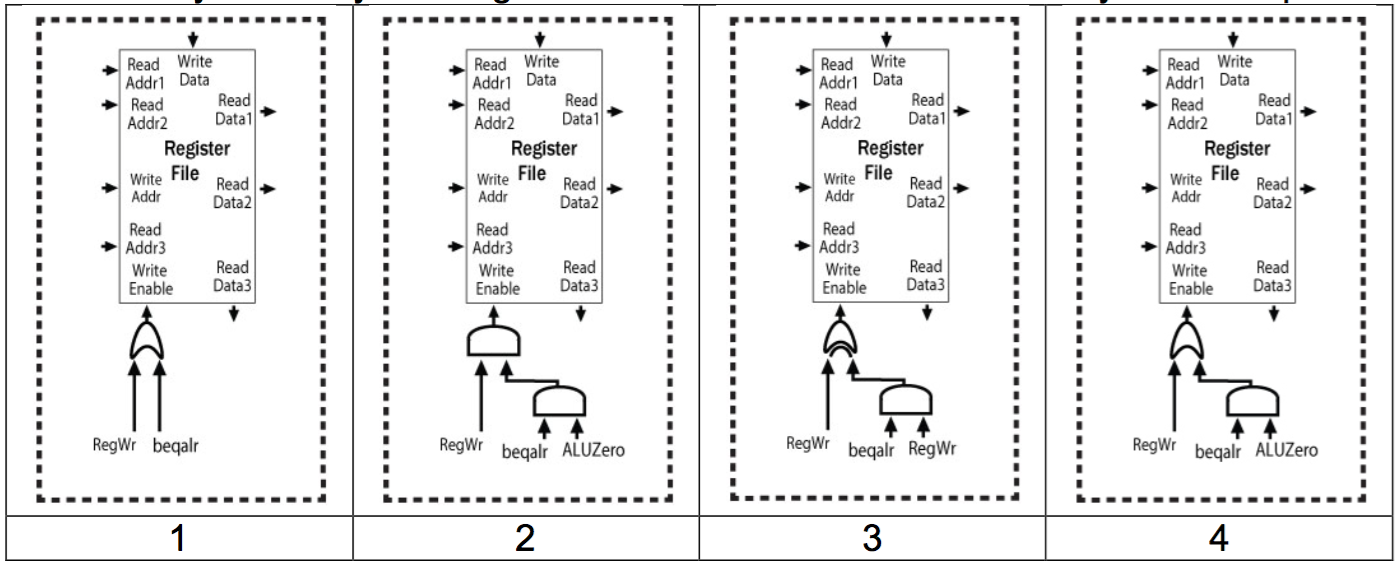 Read
Addr1
Write
Data
Read
Addr2
Read
Data1
Register
File
Write
Addr
Read
Data2
Read
Addr3
Write
Enable
Read
Data3
RegWr beqalr
1
Read
Addr1
Write
Data
Read
Addr2
Read
Data1
Register
File
Write
Addr
Read
Data2
Read
Addr3
Write
Enable
Read
Data3
RegWr beqalr ALUZero
2
Read
Addr1
Write
Data
Read
Addr2
Read
Data1
Register
File
Write
Addr
Read
Data2
Read
Addr3
Write
Enable
Read
Data3
RegWr beqalr RegWr
3
Read
Addr1
Write
Data
Read
Addr2
Read
Data1
Register
File
Write
Addr
Read
Data2
Read
Addr3
Write
Enable
Read
Data3
RegWr beqalr ALUZero
4